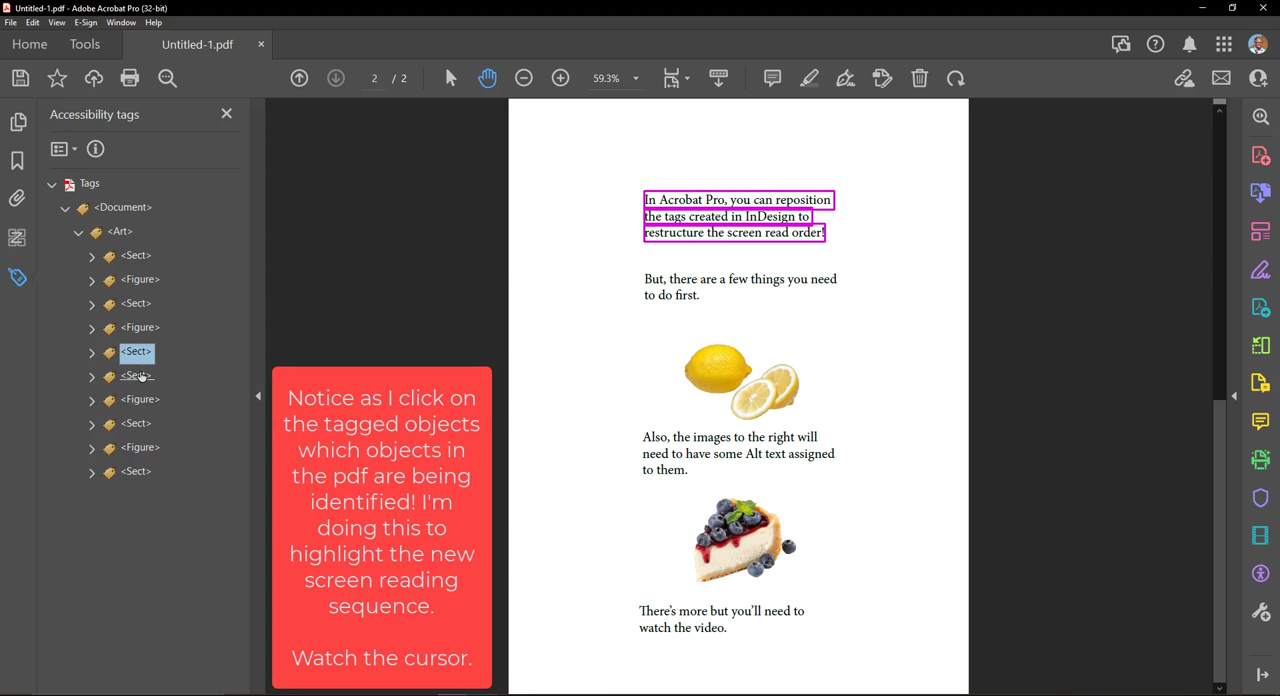 Untitled-1.pdf - Adobe Acrobat Pro (32-bit)
File Edit View E-Sign Window Help
Home Tools Untitled-1.pdf
2 / 2 59.3%
Accessibility tags
Tags
<Document>
<Art>
<Sect>
<Figure>
<Sect>
<Figure>
<Sect>
<Sect>
<Figure>
<Sect>
<Figure>
<Sect>
Notice as I click on
the tagged objects
which objects in
the pdf are being
identified! I'm
doing this to
highlight the new
screen reading
sequence.
Watch the cursor.
In Acrobat Pro, you can reposition
the tags created in InDesign to
restructure the screen read order!
But, there are a few things you need
to do first.
Also, the images to the right will
need to have some Alt text assigned
to them.
There's more but you'll need to
watch the video.